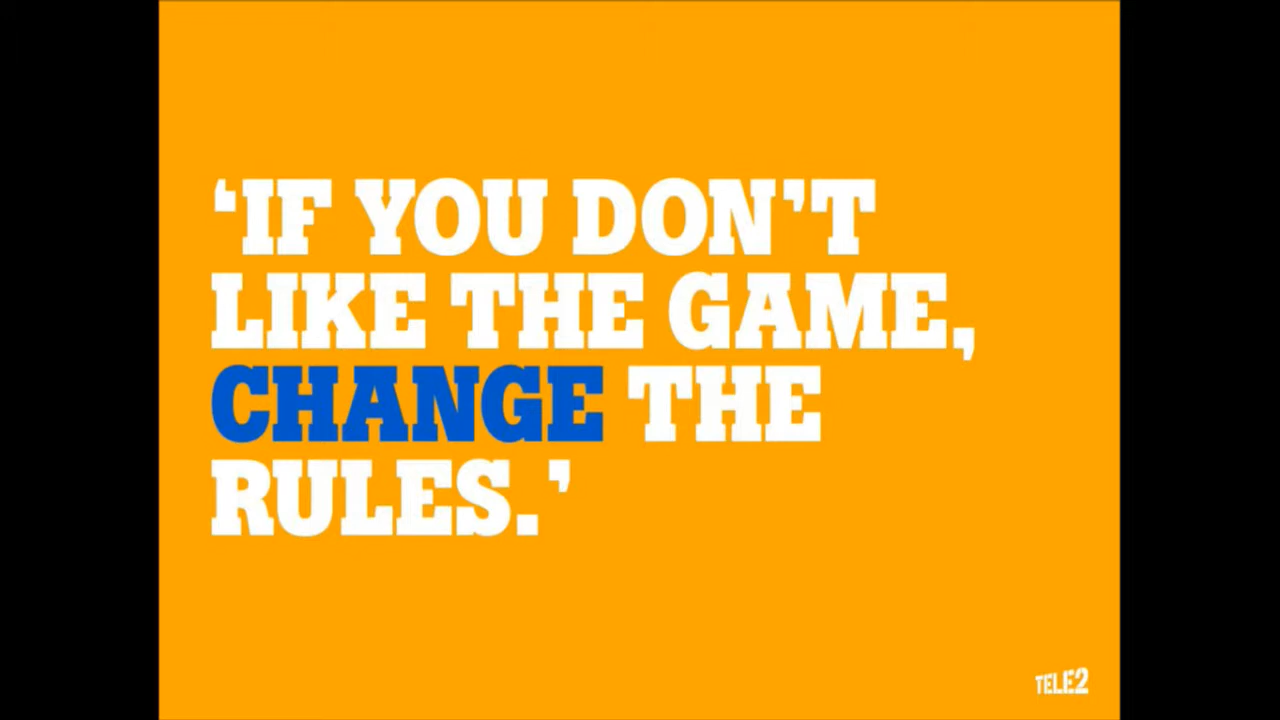 ‘IF YOU DON’T
LIKE THE GAME,
CHANGE THE
RULES.’
TELE2